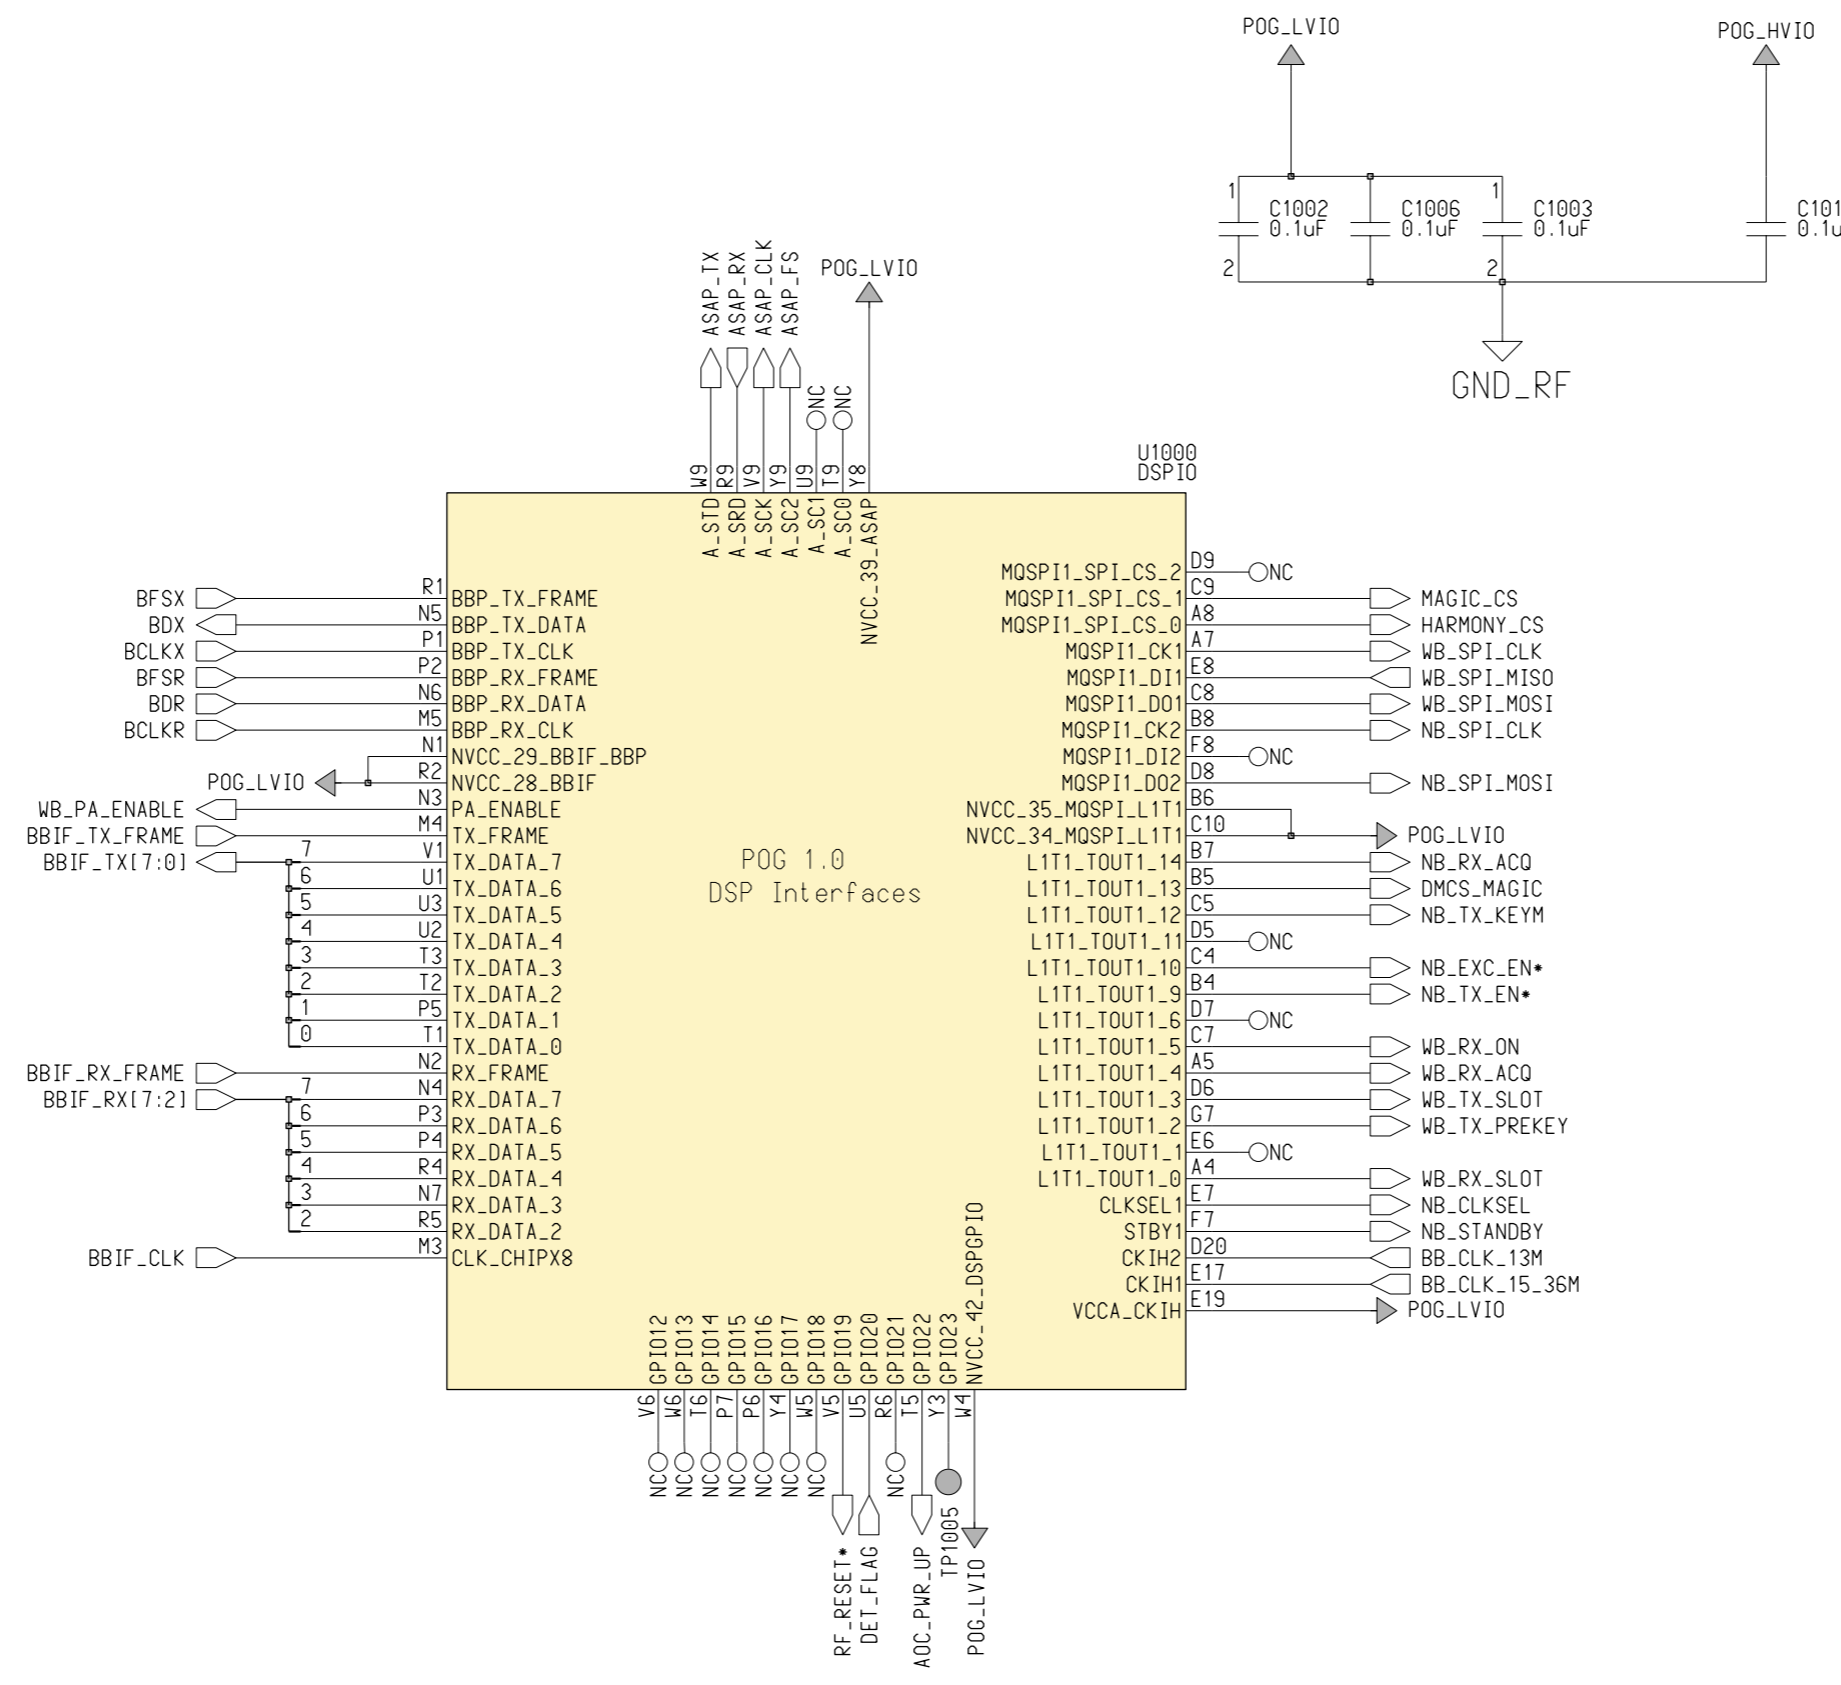 POG_LVIO
POG_HVIO
1
C1002
0.1uF
2
C1006
0.1uF
1
C1003
0.1uF
2
C101
0.1u
GND_RF
ASAP_TX
ASAP_RX
ASAP_CLK
ASAP_FS
NC
NC
POG_LVIO
W9
R9
V9
Y9
U9
T9
Y8
A_STD
A_SRD
A_SCK
A_SC2
A_SC1
A_SC0
NVCC_39_ASAP
U1000
DSPIO
POG 1.0
DSP Interfaces
BFSX R1 BBP_TX_FRAME
BDX N5 BBP_TX_DATA
BCLKX P1 BBP_TX_CLK
BFSR P2 BBP_RX_FRAME
BDR N6 BBP_RX_DATA
BCLKR M5 BBP_RX_CLK
N1 NVCC_29_BBIF_BBP
POG_LVIO R2 NVCC_28_BBIF
WB_PA_ENABLE N3 PA_ENABLE
BBIF_TX_FRAME M4 TX_FRAME
BBIF_TX[7:0] 7 V1 TX_DATA_7
6 U1 TX_DATA_6
5 U3 TX_DATA_5
4 U2 TX_DATA_4
3 T3 TX_DATA_3
2 T2 TX_DATA_2
1 P5 TX_DATA_1
0 T1 TX_DATA_0
BBIF_RX_FRAME N2 RX_FRAME
BBIF_RX[7:2] 7 N4 RX_DATA_7
6 P3 RX_DATA_6
5 P4 RX_DATA_5
4 R4 RX_DATA_4
3 N7 RX_DATA_3
2 R5 RX_DATA_2
BBIF_CLK M3 CLK_CHIPX8
MQSPI1_SPI_CS_2 D9 NC
MQSPI1_SPI_CS_1 C9 MAGIC_CS
MQSPI1_SPI_CS_0 A8 HARMONY_CS
MQSPI1_CK1 A7 WB_SPI_CLK
MQSPI1_DI1 E8 WB_SPI_MISO
MQSPI1_DO1 C8 WB_SPI_MOSI
MQSPI1_CK2 B8 NB_SPI_CLK
MQSPI1_DI2 F8 NC
MQSPI1_DO2 D8 NB_SPI_MOSI
NVCC_35_MQSPI_L1T1 B6
NVCC_34_MQSPI_L1T1 C10 POG_LVIO
L1T1_TOUT1_14 B7 NB_RX_ACQ
L1T1_TOUT1_13 B5 DMCS_MAGIC
L1T1_TOUT1_12 C5 NB_TX_KEYM
L1T1_TOUT1_11 D5 NC
L1T1_TOUT1_10 C4 NB_EXC_EN*
L1T1_TOUT1_9 B4 NB_TX_EN*
L1T1_TOUT1_6 D7 NC
L1T1_TOUT1_5 C7 WB_RX_ON
L1T1_TOUT1_4 A5 WB_RX_ACQ
L1T1_TOUT1_3 D6 WB_TX_SLOT
L1T1_TOUT1_2 G7 WB_TX_PREKEY
L1T1_TOUT1_1 E6 NC
L1T1_TOUT1_0 A4 WB_RX_SLOT
CLKSEL1 E7 NB_CLKSEL
STBY1 F7 NB_STANDBY
CKIH2 D20 BB_CLK_13M
CKIH1 E17 BB_CLK_15_36M
VCCA_CKIH E19 POG_LVIO
GPIO12 V6 NC
GPIO13 W6 NC
GPIO14 T6 NC
GPIO15 P7 NC
GPIO16 P6 NC
GPIO17 Y4 NC
GPIO18 W5 NC
GPIO19 V5 RF_RESET*
GPIO20 U5 DET_FLAG
GPIO21 R6 NC
GPIO22 T5 AOC_PWR_UP
GPIO23 Y3 TP1005
NVCC_42_DSPGPIO W4 POG_LVIO